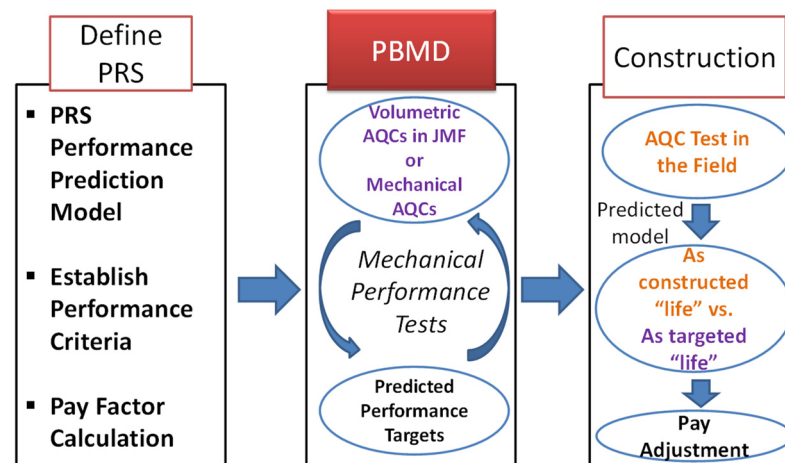 Define
PRS
PRS
Performance
Prediction
Model
Establish
Performance
Criteria
Pay Factor
Calculation
PBMD
Volumetric
AQCs in JMF
or
Mechanical
AQCs
Mechanical
Performance
Tests
Predicted
Performance
Targets
Construction
AQC Test in
the Field
Predicted
model
As
constructed
“life” vs.
As targeted
“life”
Pay
Adjustment